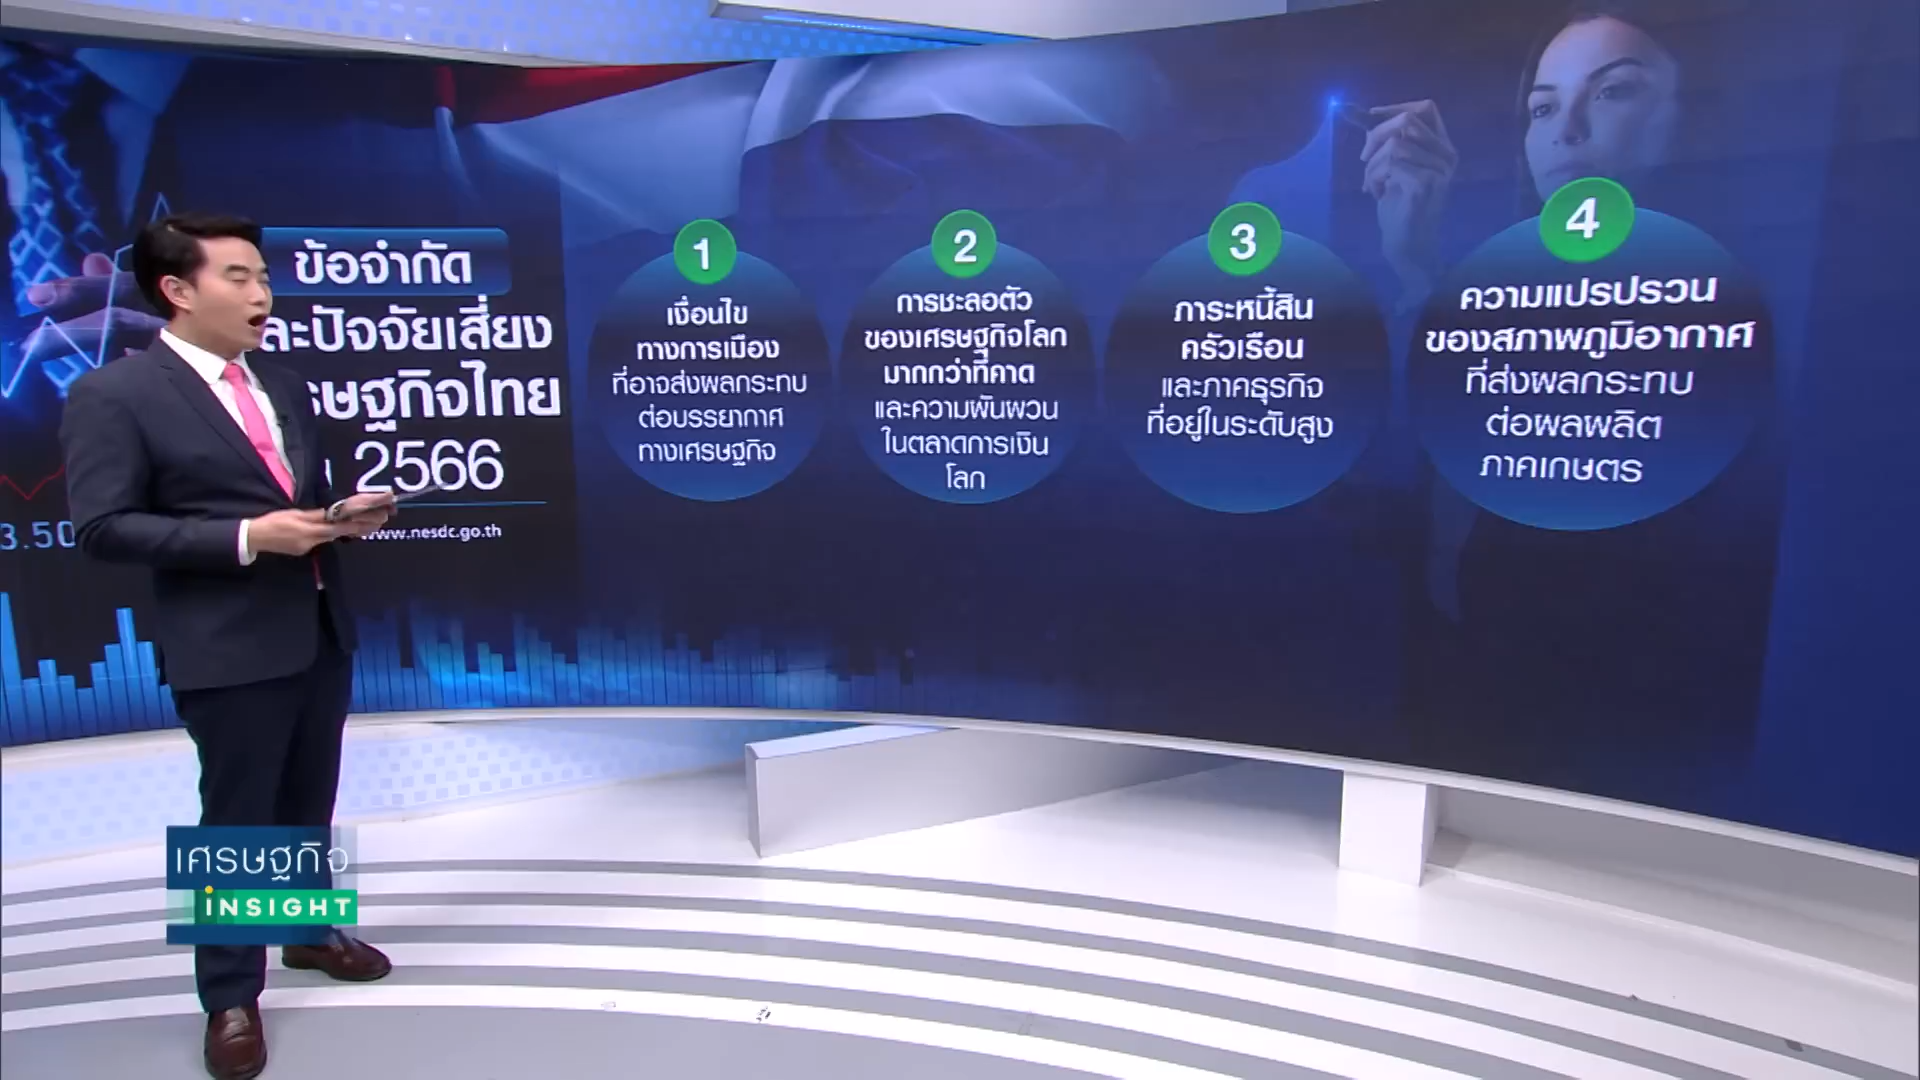 ข้อจำกัด
ละปัจจัยเสี่ยง
รษฐกิจไทย
2566
www.nesdc.go.th
3.50
1
เงื่อนไข
ทางการเมือง
ที่อาจส่งผลกระทบ
ต่อบรรยากาศ
ทางเศรษฐกิจ
2
การชะลอตัว
ของเศรษฐกิจโลก
มากกว่าที่คาด
และความผันผวน
ในตลาดการเงิน
โลก
3
ภาระหนี้สิน
ครัวเรือน
และภาคธุรกิจ
ที่อยู่ในระดับสูง
4
ความแปรปรวน
ของสภาพภูมิอากาศ
ที่ส่งผลกระทบ
ต่อผลผลิต
ภาคเกษตร
เศรษฐกิจ
iNSIGHT